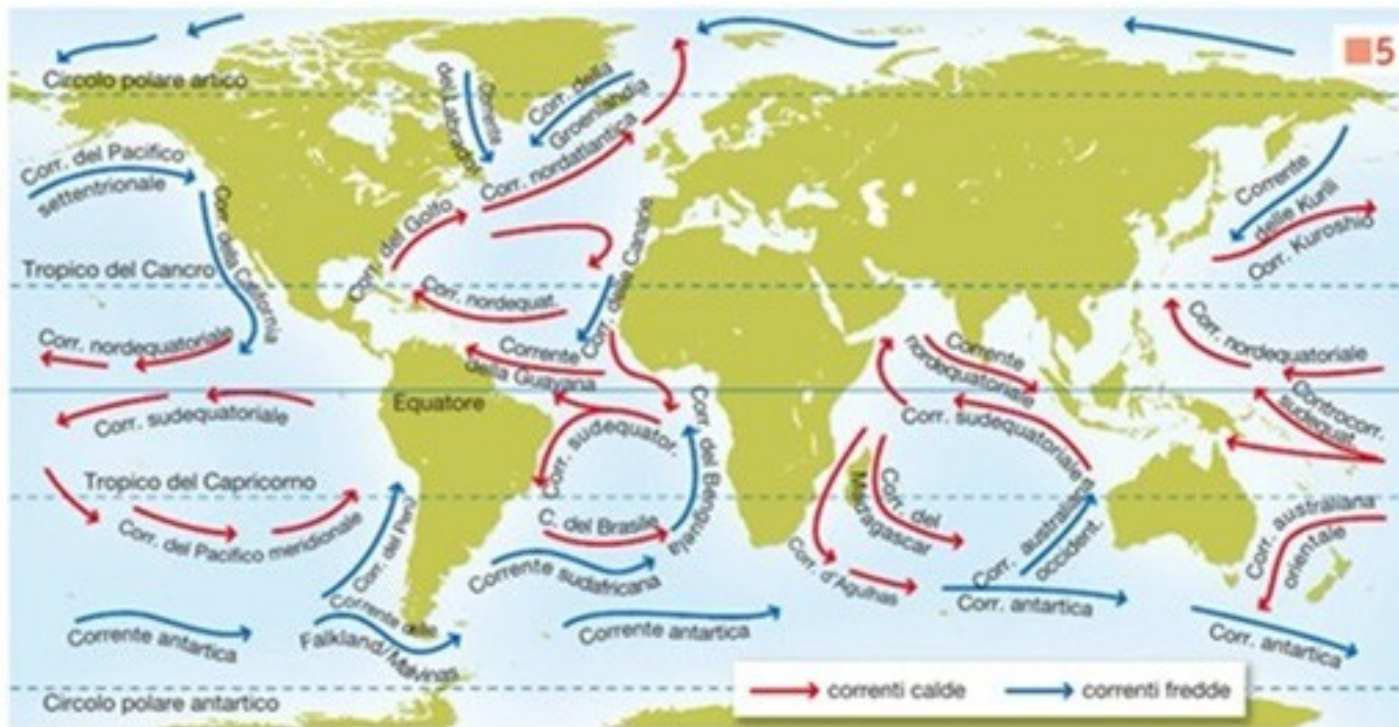 5
Circolo polare artico
Corrente
del Labrador
Corr. della
Groenlandia
Corr. nordatlantica
Corr. del Pacifico
settentrionale
Corr. della California
Corr. del Golfo
Corr. delle Canarie
Corrente
delle Kurili
Corr. Kuroshio
Tropico del Cancro
Corr. nordequat.
Corr. nordequatoriale
Corrente
della Guayana
Corrente
nordequatoriale
Corr. nordequatoriale
Controcorr.
sudequat.
Equatore
Corr. sudequatoriale
Corr. sudequator.
Corr. del Benguela
Corr. sudequatoriale
Tropico del Capricorno
Corr. del Pacifico meridionale
Corr. del Perù
C. del Brasile
Corrente sudafricana
Madagascar
Corr. del
Corr. d'Agulhas
Corr. australiana
occident.
Corr. australiana
orientale
Corrente antartica
Corrente delle
Falkland/Malvinas
Corrente antartica
Corr. antartica
Corr. antartica
correnti calde
correnti fredde
Circolo polare antartico